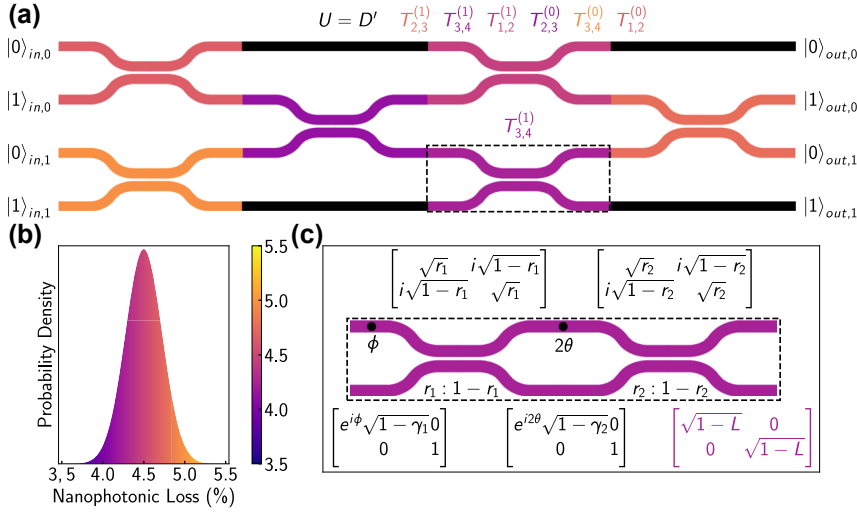 (a)
U = D′ T_{2,3}^{(1)} T_{3,4}^{(1)} T_{1,2}^{(1)} T_{2,3}^{(0)} T_{3,4}^{(0)} T_{1,2}^{(0)}
|0⟩_{in,0} |0⟩_{out,0}
|1⟩_{in,0} |1⟩_{out,0}
T_{3,4}^{(1)}
|0⟩_{in,1} |0⟩_{out,1}
|1⟩_{in,1} |1⟩_{out,1}
(b)
Probability Density
3, 5 4.0 4.5 5.0 5.5
Nanophotonic Loss (%)
5.5
5.0
4.5
4.0
3.5
(c)
[√r₁ i√1 − r₁] [√r₂ i√1 − r₂]
[i√1 − r₁ √r₁] [i√1 − r₂ √r₂]
ϕ 2θ
r₁ : 1 − r₁ r₂ : 1 − r₂
[e^{iϕ}√1 − γ₁ 0] [e^{i2θ}√1 − γ₂ 0] [√1 − L 0]
[0 1] [0 1] [0 √1 − L]